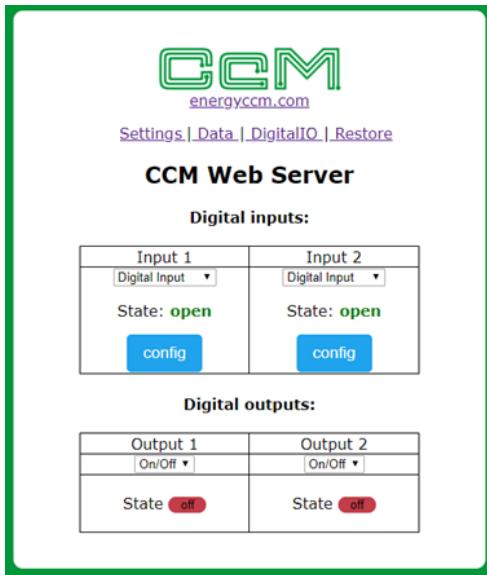 CcM
energyccm.com
Settings | Data | DigitalIO | Restore
CCM Web Server
Digital inputs:
Input 1 Input 2
Digital Input Digital Input
State: open State: open
config config
Digital outputs:
Output 1 Output 2
On/Off On/Off
State off State off